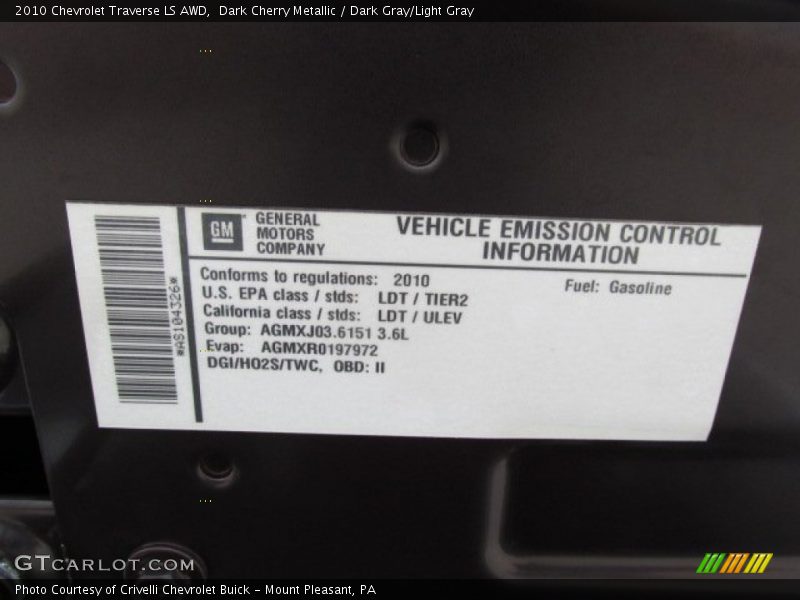 2010 Chevrolet Traverse LS AWD,  Dark Cherry Metallic / Dark Gray/Light Gray
GM
GENERAL
MOTORS
COMPANY
VEHICLE EMISSION CONTROL
INFORMATION
Conforms to regulations: 2010
Fuel: Gasoline
U.S. EPA class / stds: LDT / TIER2
California class / stds: LDT / ULEV
Group: AGMXJ03.6151 3.6L
Evap: AGMXR0197972
DGI/HO2S/TWC, OBD: II
*AS104326*
GTCARLOT.COM
Photo Courtesy of Crivelli Chevrolet Buick - Mount Pleasant, PA